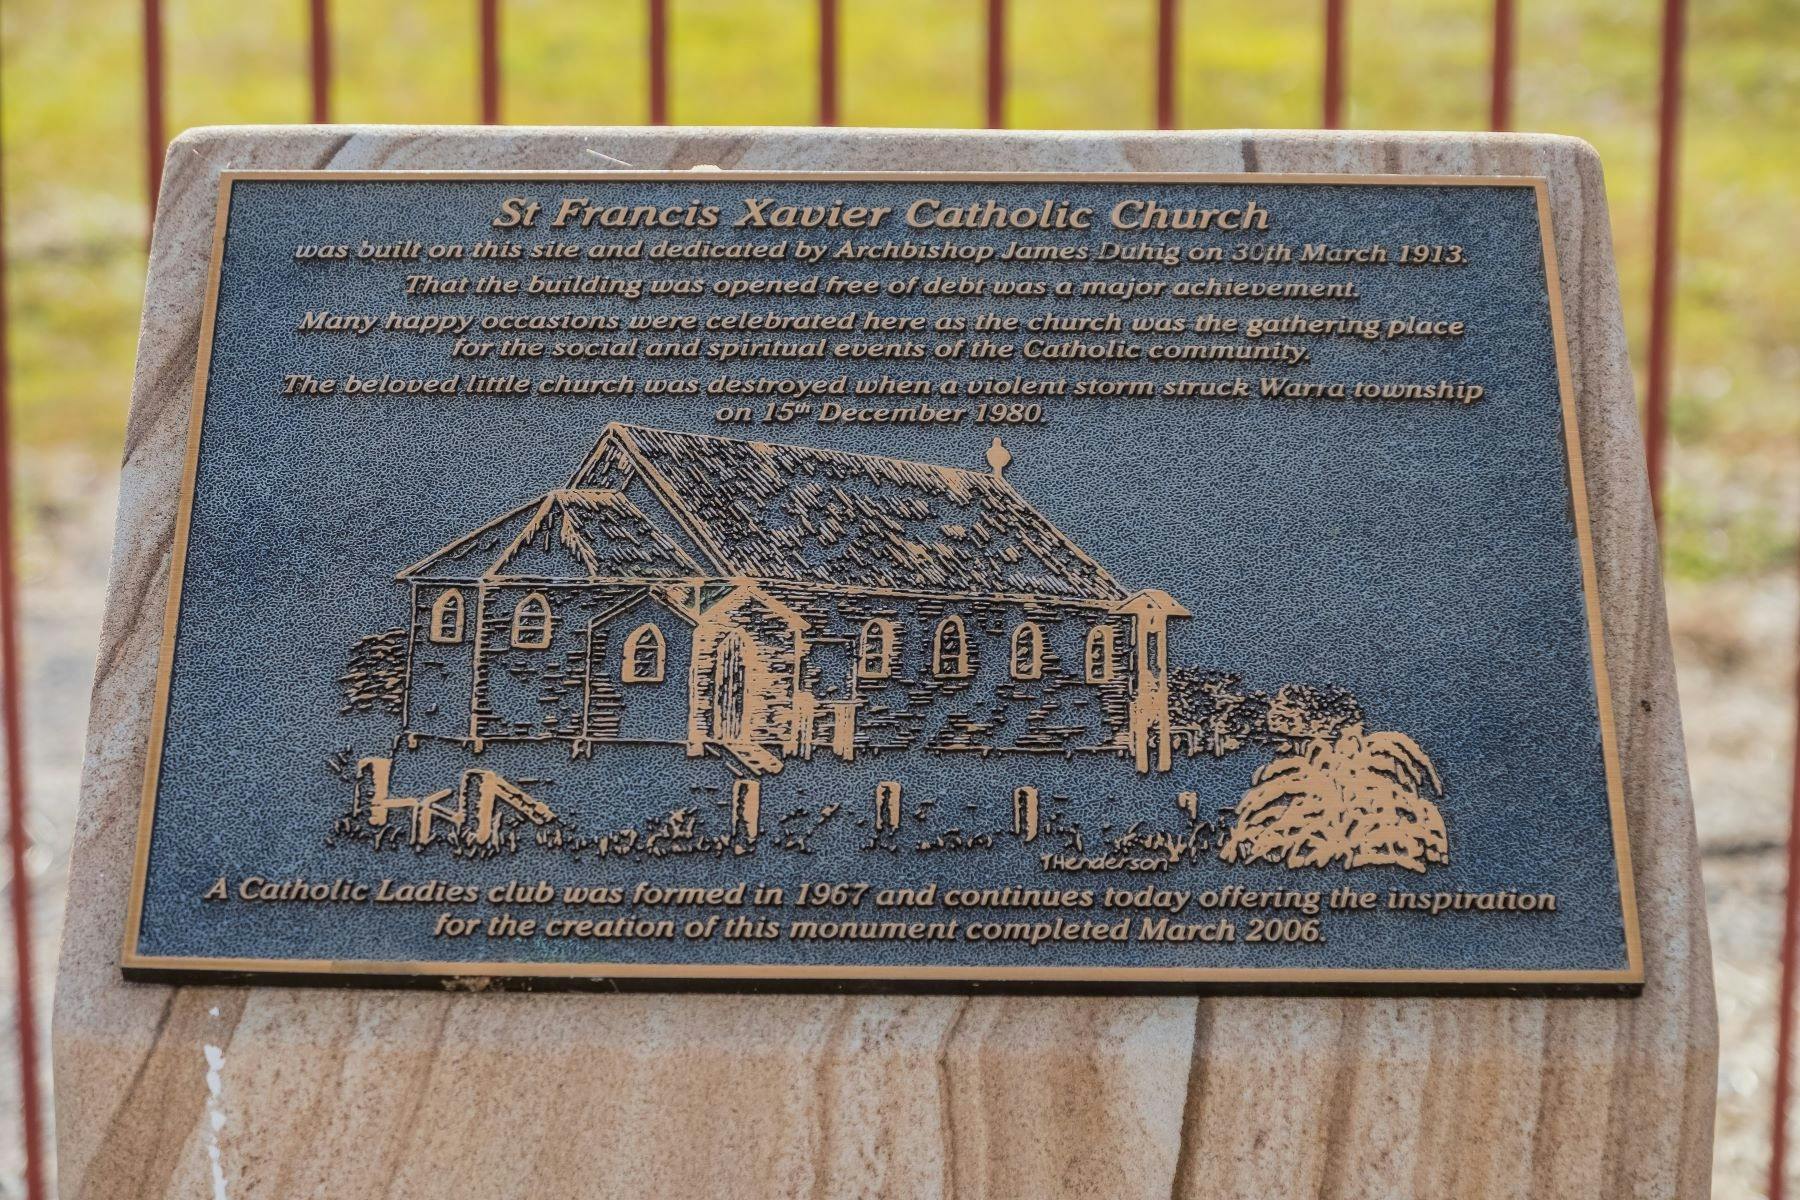 St Francis Xavier Catholic Church
was built on this site and dedicated by Archbishop James Duhig on 30th March 1913.
That the building was opened free of debt was a major achievement.
Many happy occasions were celebrated here as the church was the gathering place
for the social and spiritual events of the Catholic community.
The beloved little church was destroyed when a violent storm struck Warra township
on 15th December 1980.
THenderson
A Catholic Ladies club was formed in 1967 and continues today offering the inspiration
for the creation of this monument completed March 2006.